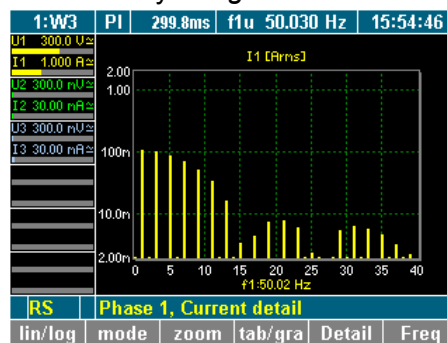 1:W3 PI 299.8ms f1u 50.030 Hz 15:54:46
U1 300.0 V≃
I1 1.000 A≃
U2 300.0 mV≃
I2 30.00 mA≃
U3 300.0 mV≃
I3 30.00 mA≃
I1 [Arms]
2.00
1.00
100m
10.0m
2.00m
0 5 10 15 20 25 30 35 40
f1:50.02 Hz
RS Phase 1, Current detail
lin/log mode zoom tab/gra Detail Freq